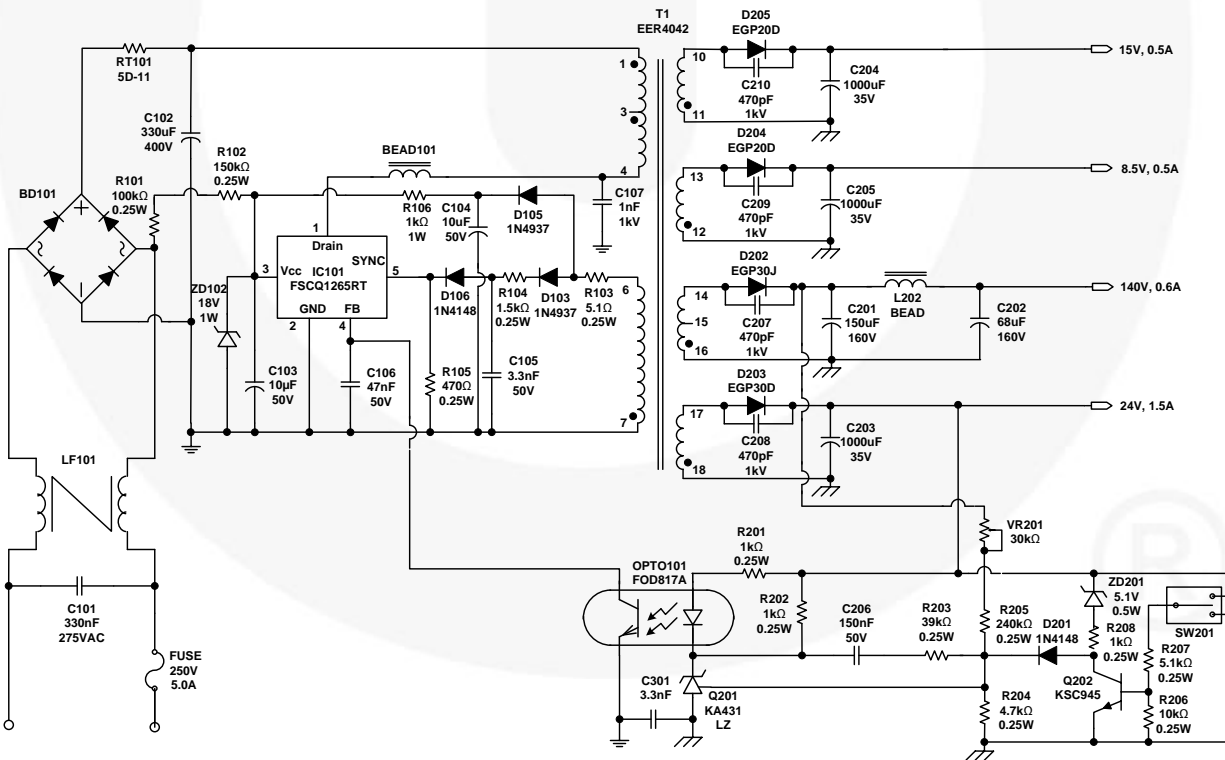 T1
EER4042
RT101
5D-11
C102
330uF
400V
BD101
R101
100kΩ
0.25W
R102
150kΩ
0.25W
BEAD101
R106
1kΩ
1W
C104
10uF
50V
D105
1N4937
C107
1nF
1kV
1
3
4
6
7
1
Drain
SYNC
5
3
Vcc
IC101
FSCQ1265RT
GND
FB
2
4
ZD102
18V
1W
D106
1N4148
R104
1.5kΩ
0.25W
D103
1N4937
R103
5.1Ω
0.25W
C103
10μF
50V
C106
47nF
50V
R105
470Ω
0.25W
C105
3.3nF
50V
LF101
C101
330nF
275VAC
FUSE
250V
5.0A
10
11
D205
EGP20D
C210
470pF
1kV
C204
1000uF
35V
15V, 0.5A
13
12
D204
EGP20D
C209
470pF
1kV
C205
1000uF
35V
8.5V, 0.5A
14
15
16
D202
EGP30J
C207
470pF
1kV
C201
150uF
160V
L202
BEAD
C202
68uF
160V
140V, 0.6A
17
18
D203
EGP30D
C208
470pF
1kV
C203
1000uF
35V
24V, 1.5A
VR201
30kΩ
OPTO101
FOD817A
R201
1kΩ
0.25W
R202
1kΩ
0.25W
C206
150nF
50V
R203
39kΩ
0.25W
R205
240kΩ
0.25W
D201
1N4148
ZD201
5.1V
0.5W
R208
1kΩ
0.25W
SW201
R207
5.1kΩ
0.25W
Q202
KSC945
R206
10kΩ
0.25W
C301
3.3nF
Q201
KA431
LZ
R204
4.7kΩ
0.25W
®